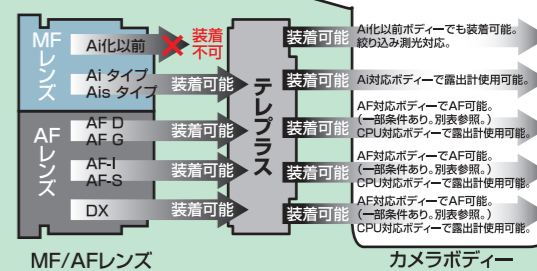 MFレンズ
Ai化以前
装着不可
Ai タイプ
Ais タイプ
装着可能
AFレンズ
AF D
AF G
装着可能
AF-I
AF-S
装着可能
DX
装着可能
MF/AFレンズ
テレプラス
装着可能
Ai化以前ボディーでも装着可能。
絞り込み測光対応。
装着可能
Ai対応ボディーで露出計使用可能。
装着可能
AF対応ボディーでAF可能。
(一部条件あり。別表参照。)
CPU対応ボディーで露出計使用可能。
装着可能
AF対応ボディーでAF可能。
(一部条件あり。別表参照。)
CPU対応ボディーで露出計使用可能。
装着可能
AF対応ボディーでAF可能。
(一部条件あり。別表参照。)
CPU対応ボディーで露出計使用可能。
カメラボディー